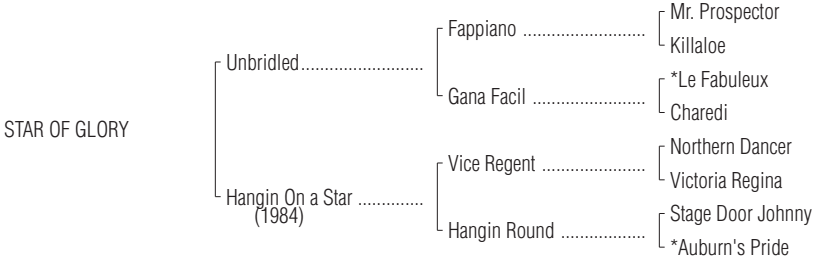 Mr. Prospector
Fappiano ..........................
Killaloe
Unbridled..........................
*Le Fabuleux
Gana Facil ........................
Charedi
STAR OF GLORY
Northern Dancer
Vice Regent ......................
Victoria Regina
Hangin On a Star ..............
(1984)
Stage Door Johnny
Hangin Round ..................
*Auburn's Pride